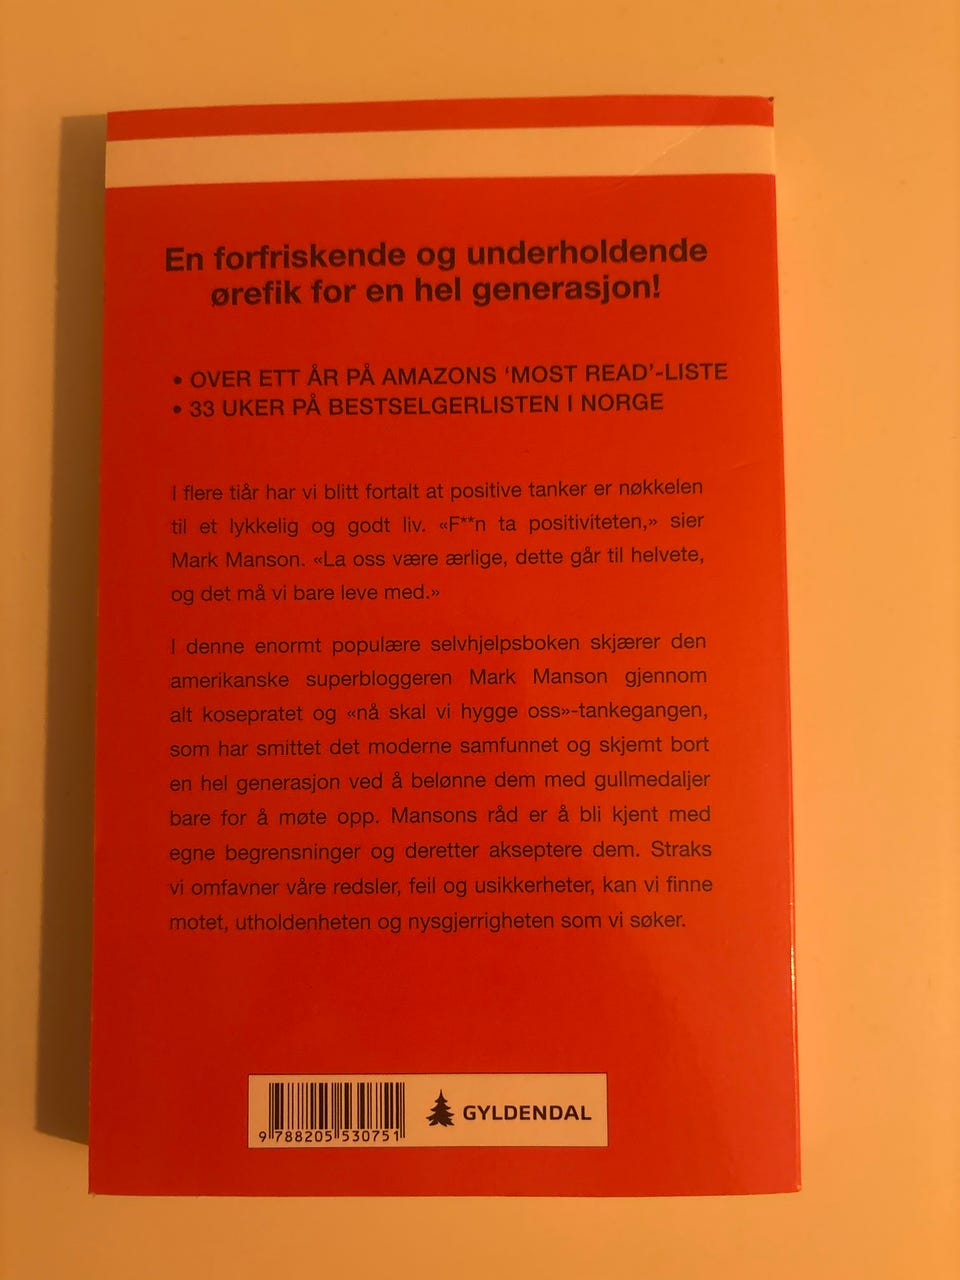 En forfriskende og underholdende
ørefik for en hel generasjon!
• OVER ETT ÅR PÅ AMAZONS ‘MOST READ’-LISTE
• 33 UKER PÅ BESTSELGERLISTEN I NORGE
I flere tiår har vi blitt fortalt at positive tanker er nøkkelen
til et lykkelig og godt liv. «F**n ta positiviteten,» sier
Mark Manson. «La oss være ærlige, dette går til helvete,
og det må vi bare leve med.»
I denne enormt populære selvhjelpsboken skjærer den
amerikanske superbloggeren Mark Manson gjennom
alt kosepratet og «nå skal vi hygge oss»-tankegangen,
som har smittet det moderne samfunnet og skjemt bort
en hel generasjon ved å belønne dem med gullmedaljer
bare for å møte opp. Mansons råd er å bli kjent med
egne begrensninger og deretter akseptere dem. Straks
vi omfavner våre redsler, feil og usikkerheter, kan vi finne
motet, utholdenheten og nysgjerrigheten som vi søker.
GYLDENDAL
9 788205 530751